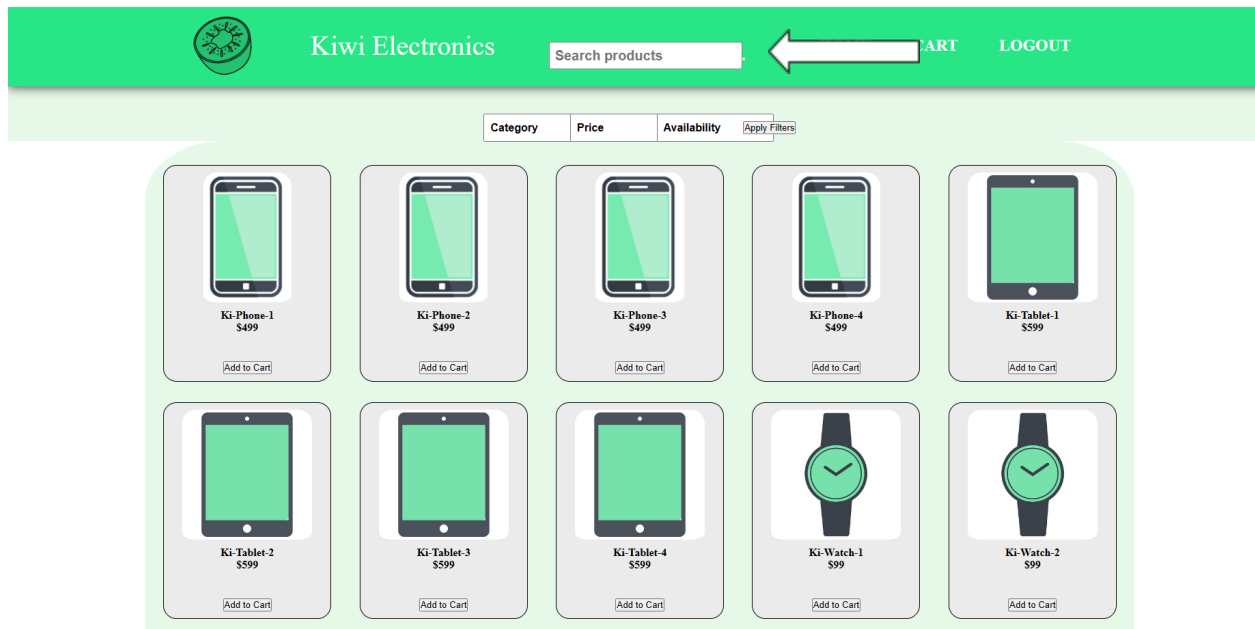 Kiwi Electronics
Search products
LOGOUT
Category Price Availability Apply Filters
Ki-Phone-1
$499
Add to Cart
Ki-Phone-2
$499
Add to Cart
Ki-Phone-3
$499
Add to Cart
Ki-Phone-4
$499
Add to Cart
Ki-Tablet-1
$599
Add to Cart
Ki-Tablet-2
$599
Add to Cart
Ki-Tablet-3
$599
Add to Cart
Ki-Tablet-4
$599
Add to Cart
Ki-Watch-1
$99
Add to Cart
Ki-Watch-2
$99
Add to Cart